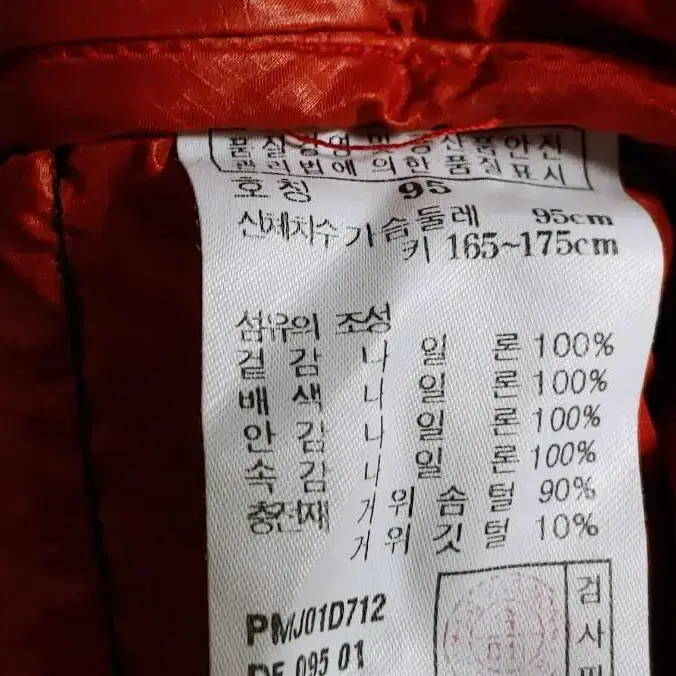 품질경영 및 공산품안전
관리법에 의한 품질표시
호칭 95
신체치수 가슴둘레 95cm
키 165~175cm
섬유의 조성
겉감 나일론 100%
배색 나일론 100%
안감 나일론 100%
속감 나일론 100%
충전재 거위솜털 90%
거위깃털 10%
PMJ01D712
DE 095 01
검사필